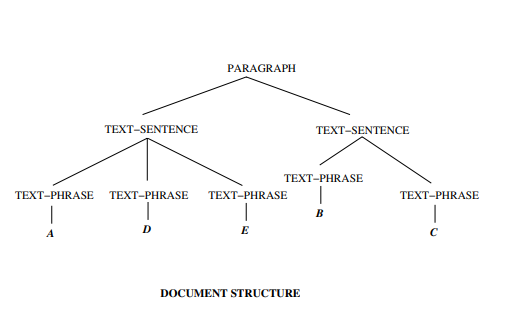 PARAGRAPH
TEXT−SENTENCE TEXT−SENTENCE
TEXT−PHRASE
TEXT−PHRASE TEXT−PHRASE TEXT−PHRASE TEXT−PHRASE
B
A D E C
DOCUMENT STRUCTURE